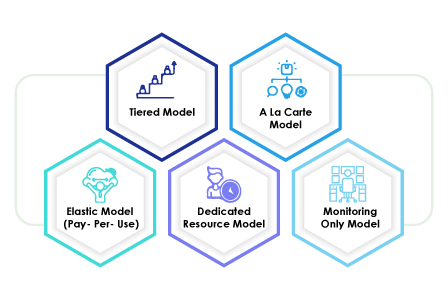 Tiered Model
A La Carte
Model
Elastic Model
(Pay- Per- Use)
Dedicated
Resource Model
Monitoring
Only Model